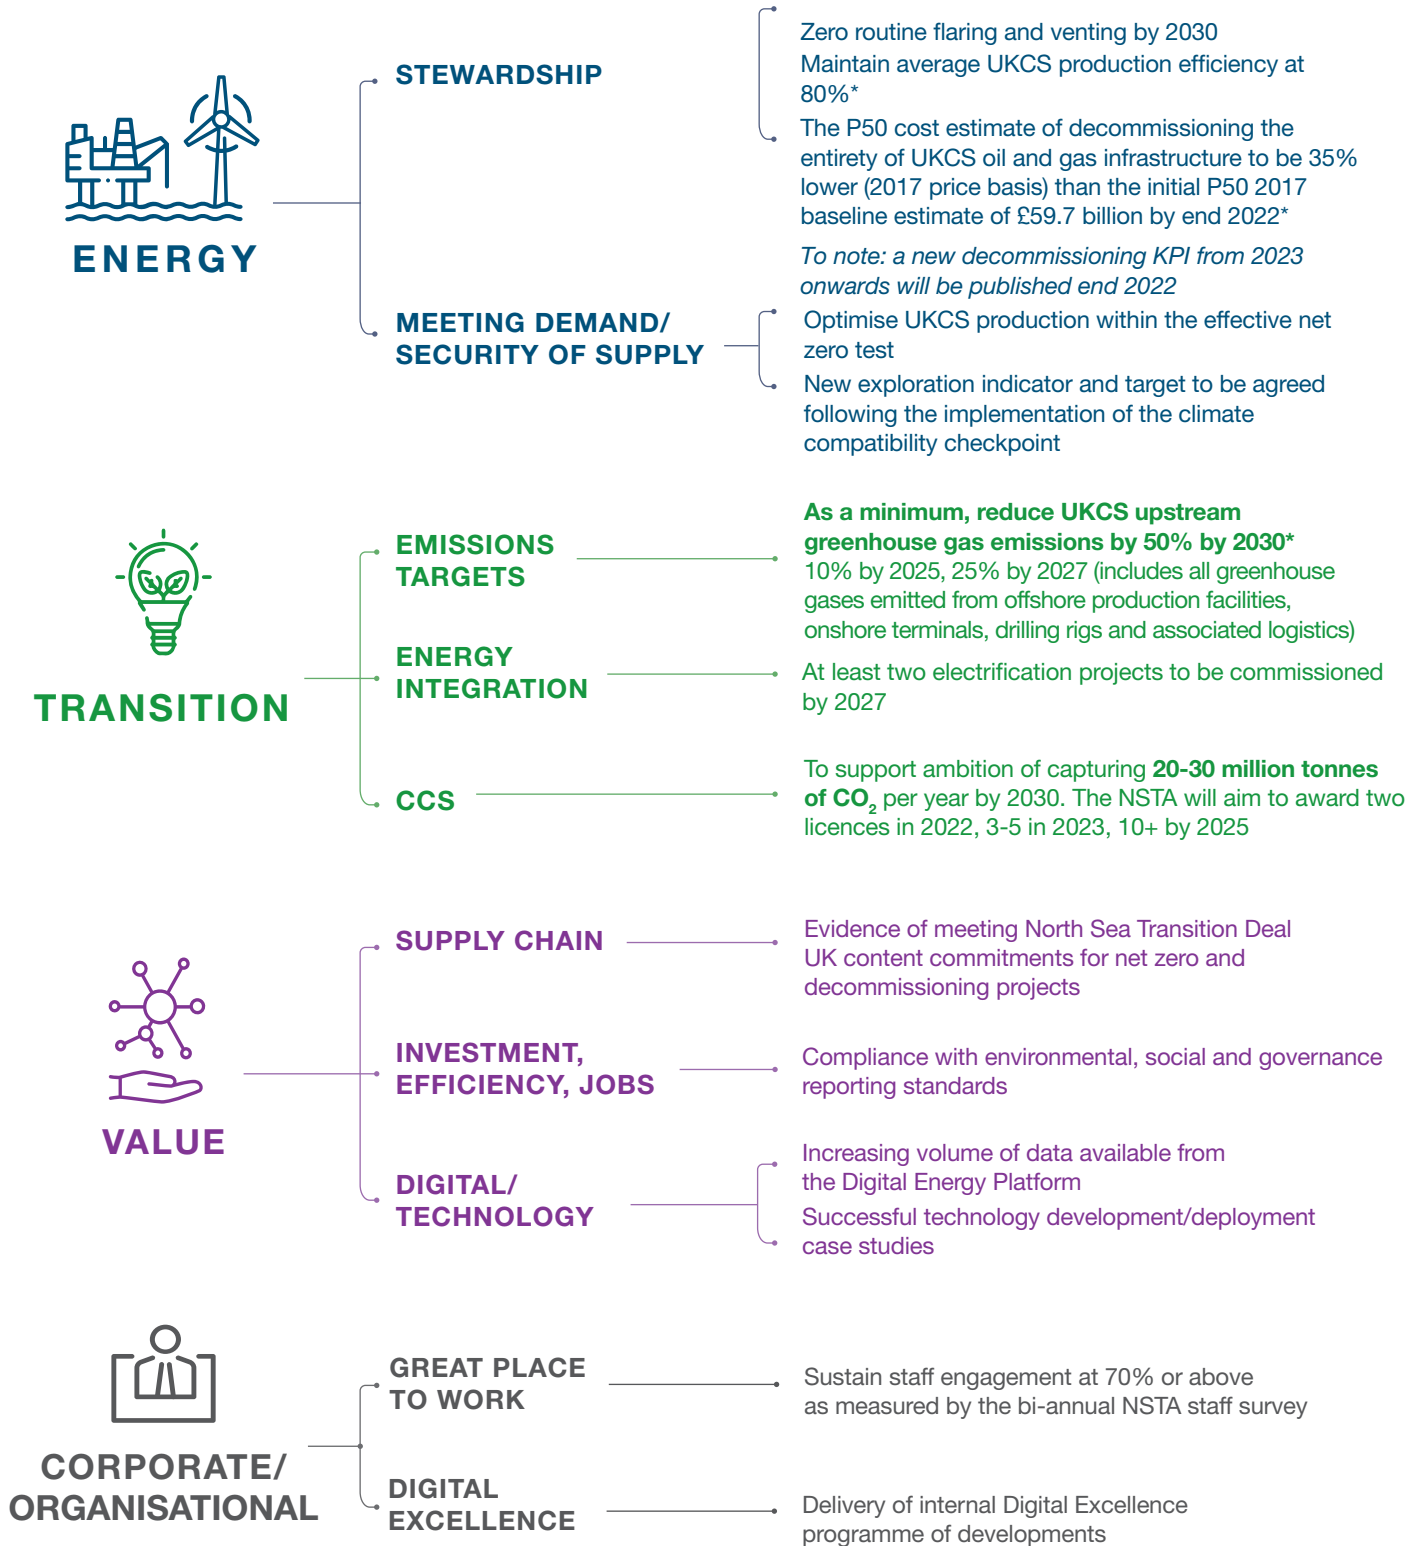 STEWARDSHIP
Zero routine flaring and venting by 2030
Maintain average UKCS production efficiency at
80%*
The P50 cost estimate of decommissioning the
entirety of UKCS oil and gas infrastructure to be 35%
lower (2017 price basis) than the initial P50 2017
baseline estimate of £59.7 billion by end 2022*
To note: a new decommissioning KPI from 2023
onwards will be published end 2022
ENERGY
MEETING DEMAND/
SECURITY OF SUPPLY
Optimise UKCS production within the effective net
zero test
New exploration indicator and target to be agreed
following the implementation of the climate
compatibility checkpoint
TRANSITION
EMISSIONS
TARGETS
As a minimum, reduce UKCS upstream
greenhouse gas emissions by 50% by 2030*
10% by 2025, 25% by 2027 (includes all greenhouse
gases emitted from offshore production facilities,
onshore terminals, drilling rigs and associated logistics)
ENERGY
INTEGRATION
At least two electrification projects to be commissioned
by 2027
CCS
To support ambition of capturing 20-30 million tonnes
of CO₂ per year by 2030. The NSTA will aim to award two
licences in 2022, 3-5 in 2023, 10+ by 2025
VALUE
SUPPLY CHAIN
Evidence of meeting North Sea Transition Deal
UK content commitments for net zero and
decommissioning projects
INVESTMENT,
EFFICIENCY, JOBS
Compliance with environmental, social and governance
reporting standards
DIGITAL/
TECHNOLOGY
Increasing volume of data available from
the Digital Energy Platform
Successful technology development/deployment
case studies
CORPORATE/
ORGANISATIONAL
GREAT PLACE
TO WORK
Sustain staff engagement at 70% or above
as measured by the bi-annual NSTA staff survey
DIGITAL
EXCELLENCE
Delivery of internal Digital Excellence
programme of developments